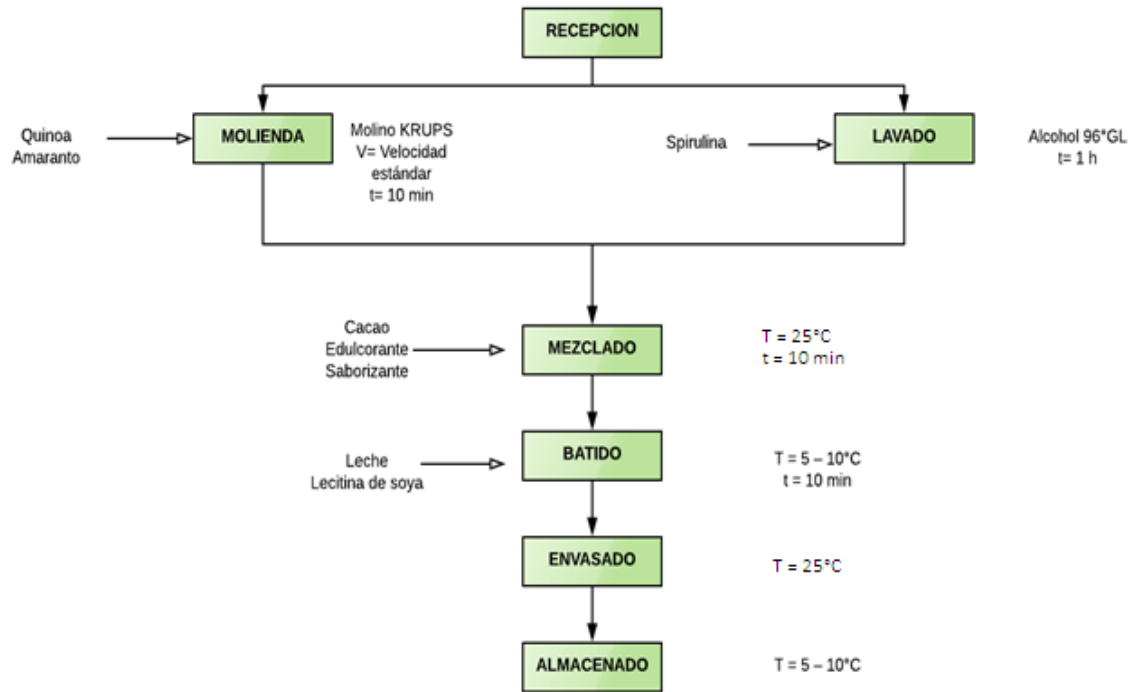 RECEPCION
Quinoa
Amaranto
MOLIENDA
Molino KRUPS
V= Velocidad
estándar
t= 10 min
Spirulina
LAVADO
Alcohol 96°GL
t= 1 h
Cacao
Edulcorante
Saborizante
MEZCLADO
T = 25°C
t = 10 min
Leche
Lecitina de soya
BATIDO
T = 5 – 10°C
t = 10 min
ENVASADO
T = 25°C
ALMACENADO
T = 5 – 10°C